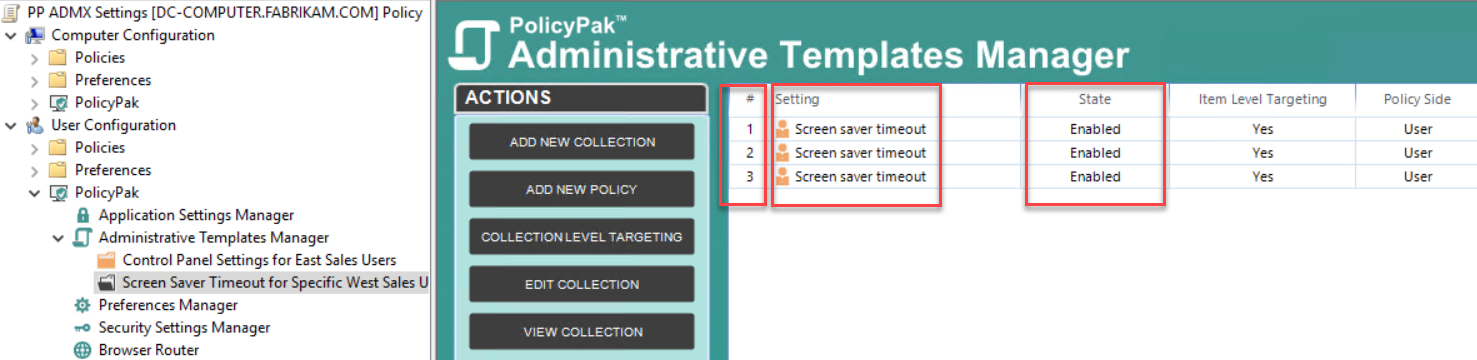 PP ADMX Settings [DC-COMPUTER.FABRIKAM.COM] Policy
Computer Configuration
Policies
Preferences
PolicyPak
User Configuration
Policies
Preferences
PolicyPak
Application Settings Manager
Administrative Templates Manager
Control Panel Settings for East Sales Users
Screen Saver Timeout for Specific West Sales U
Preferences Manager
Security Settings Manager
Browser Router
PolicyPak™
Administrative Templates Manager
ACTIONS
ADD NEW COLLECTION
ADD NEW POLICY
COLLECTION LEVEL TARGETING
EDIT COLLECTION
VIEW COLLECTION
# Setting State Item Level Targeting Policy Side
1 Screen saver timeout Enabled Yes User
2 Screen saver timeout Enabled Yes User
3 Screen saver timeout Enabled Yes User